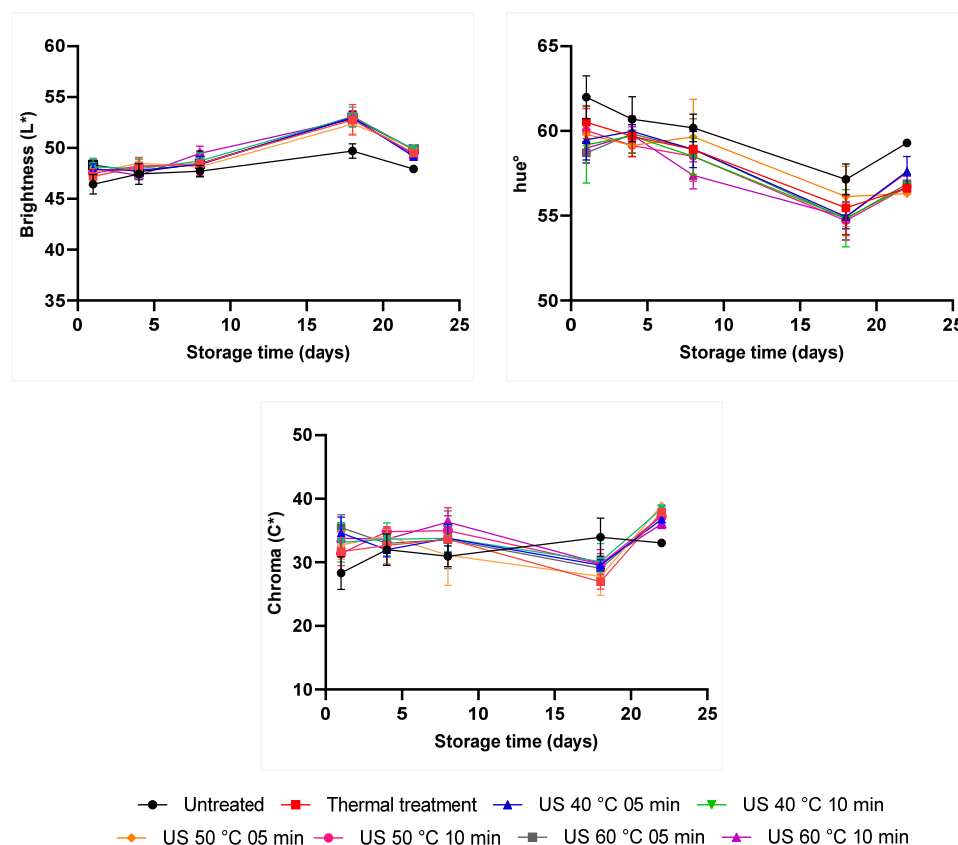 60
55
50
45
40
35
Brightness (L*)
0 5 10 15 20 25
Storage time (days)
65
60
55
50
hue°
0 5 10 15 20 25
Storage time (days)
50
40
30
20
10
Chroma (C*)
0 5 10 15 20 25
Storage time (days)
Untreated Thermal treatment US 40 °C 05 min US 40 °C 10 min
US 50 °C 05 min US 50 °C 10 min US 60 °C 05 min US 60 °C 10 min